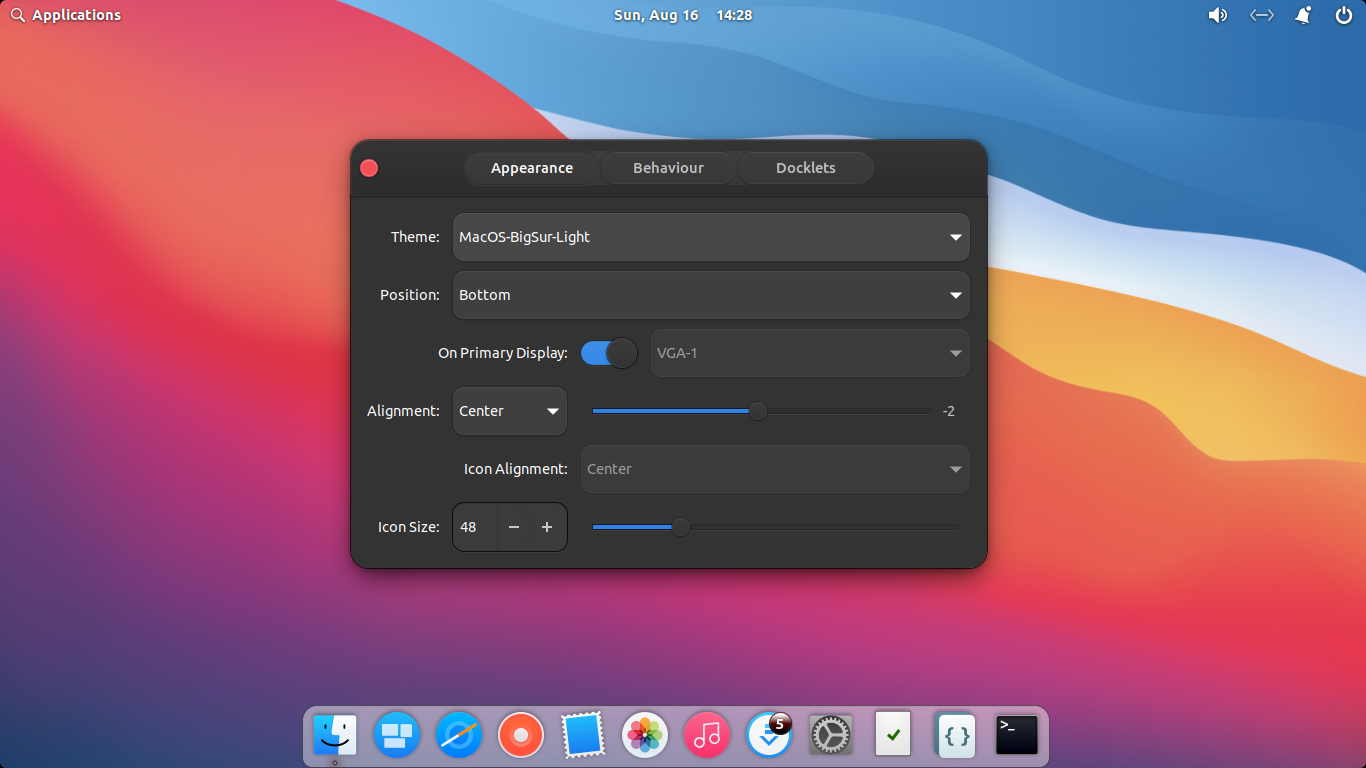 Applications
Sun, Aug 16 14:28
Appearance Behaviour Docklets
Theme: MacOS-BigSur-Light
Position: Bottom
On Primary Display: VGA-1
Alignment: Center -2
Icon Alignment: Center
Icon Size: 48 − +
5
{ } >_